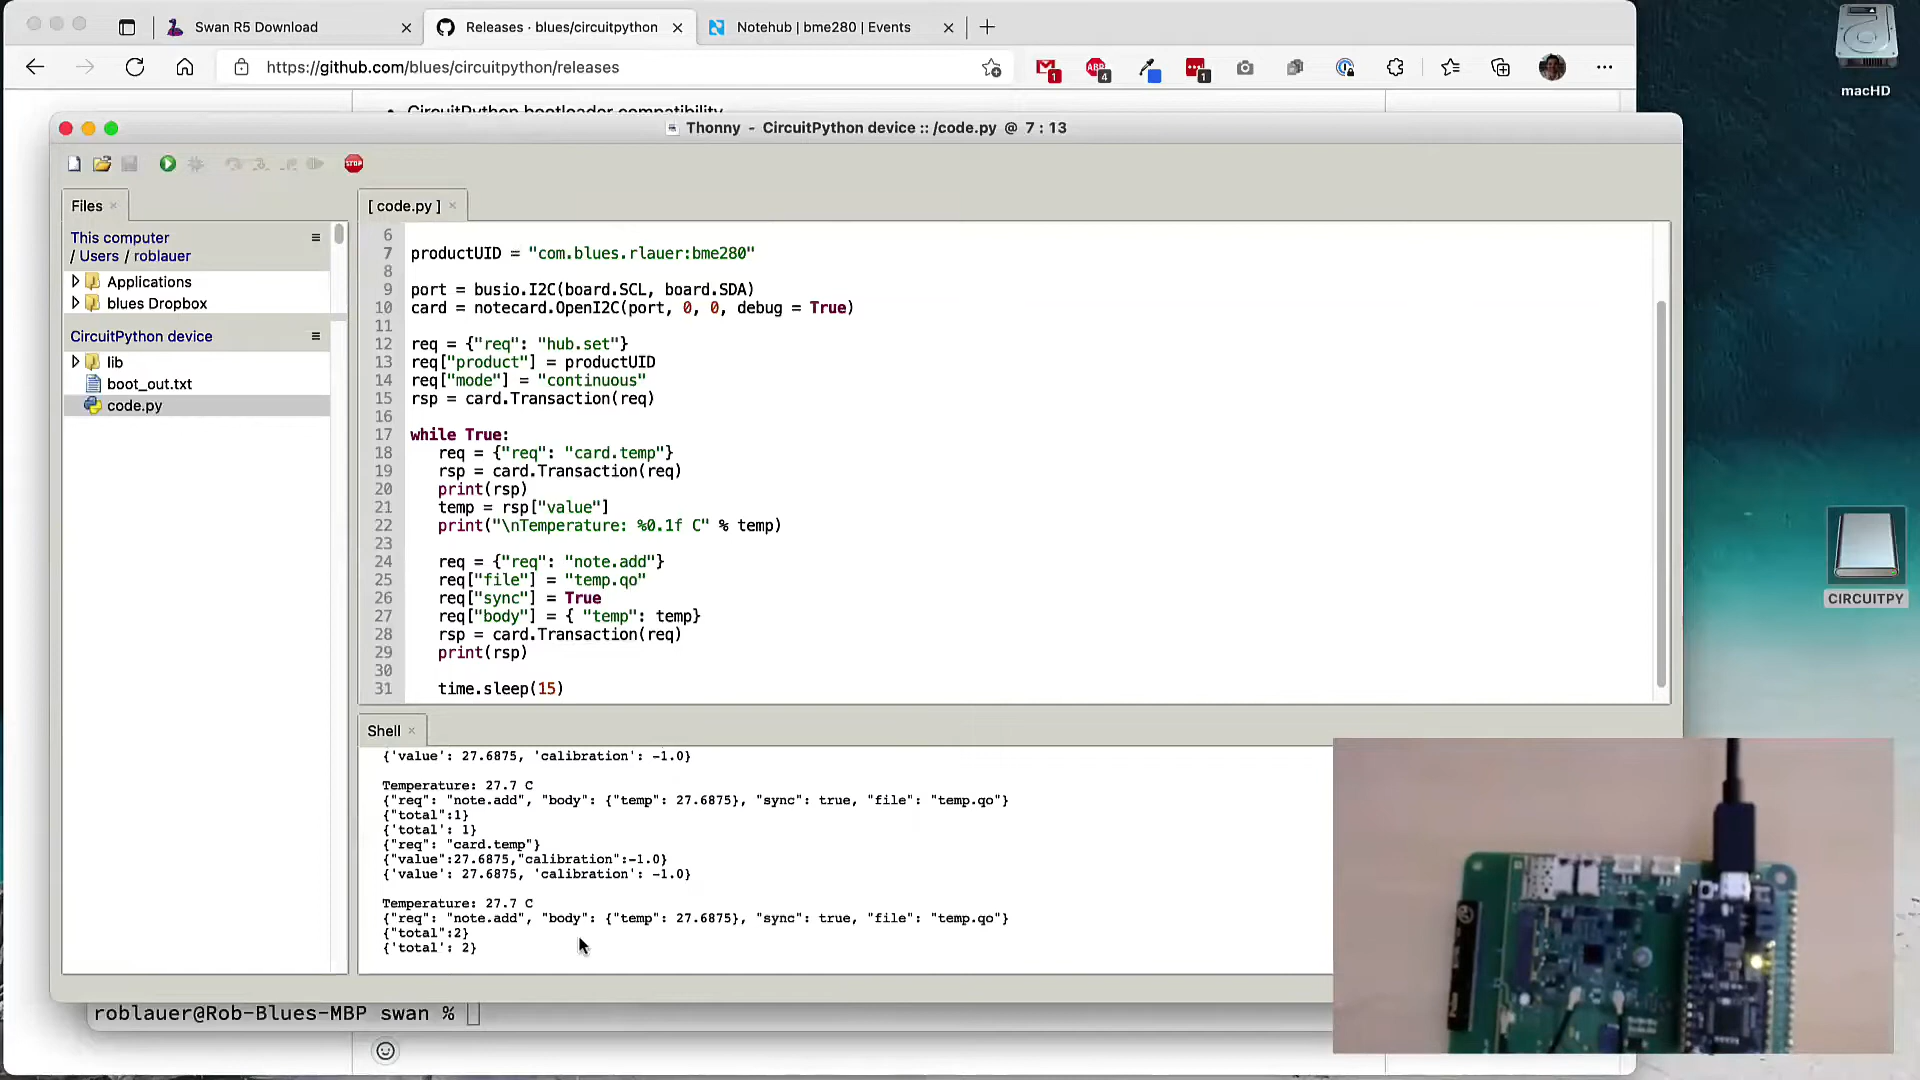 Swan R5 Download
Releases · blues/circuitpython
Notehub | bme280 | Events
https://github.com/blues/circuitpython/releases
1
ABP
4
1
macHD
CircuitPython bootloader compatibility
Thonny - CircuitPython device :: /code.py @ 7 : 13
STOP
Files
[ code.py ]
This computer
/ Users / roblauer
Applications
blues Dropbox
CircuitPython device
lib
boot_out.txt
code.py
6
7 productUID = "com.blues.rlauer:bme280"
8
9 port = busio.I2C(board.SCL, board.SDA)
10 card = notecard.OpenI2C(port, 0, 0, debug = True)
11
12 req = {"req": "hub.set"}
13 req["product"] = productUID
14 req["mode"] = "continuous"
15 rsp = card.Transaction(req)
16
17 while True:
18 req = {"req": "card.temp"}
19 rsp = card.Transaction(req)
20 print(rsp)
21 temp = rsp["value"]
22 print("\nTemperature: %0.1f C" % temp)
23
24 req = {"req": "note.add"}
25 req["file"] = "temp.qo"
26 req["sync"] = True
27 req["body"] = { "temp": temp}
28 rsp = card.Transaction(req)
29 print(rsp)
30
31 time.sleep(15)
CIRCUITPY
Shell
{'value': 27.6875, 'calibration': -1.0}
Temperature: 27.7 C
{"req": "note.add", "body": {"temp": 27.6875}, "sync": true, "file": "temp.qo"}
{"total":1}
{'total': 1}
{"req": "card.temp"}
{"value":27.6875,"calibration":-1.0}
{'value': 27.6875, 'calibration': -1.0}
Temperature: 27.7 C
{"req": "note.add", "body": {"temp": 27.6875}, "sync": true, "file": "temp.qo"}
{"total":2}
{'total': 2}
roblauer@Rob-Blues-MBP swan %